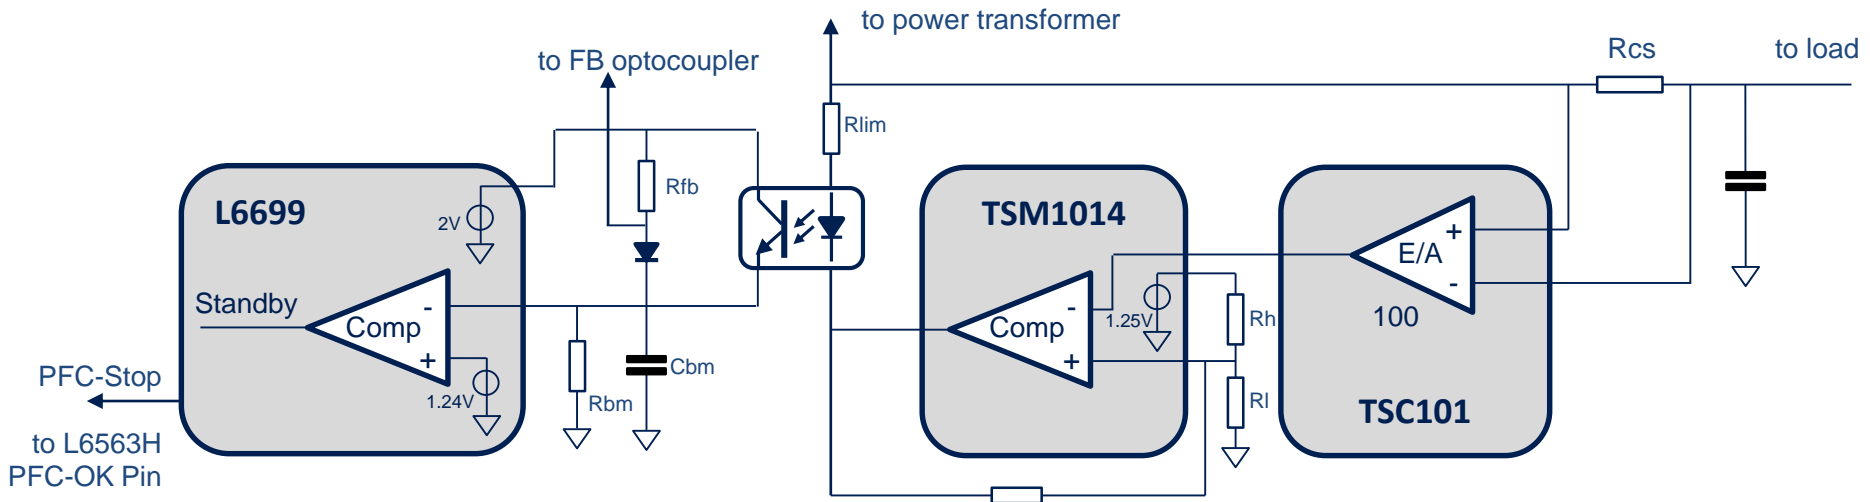 to power transformer
to FB optocoupler
Rcs
to load
Rlim
Rfb
L6699
2V
TSM1014
+
E/A
-
Standby
-
Comp
+
1.24V
-
Comp
+
1.25V
Rh
100
PFC-Stop
Rbm
Cbm
Rl
TSC101
to L6563H
PFC-OK Pin